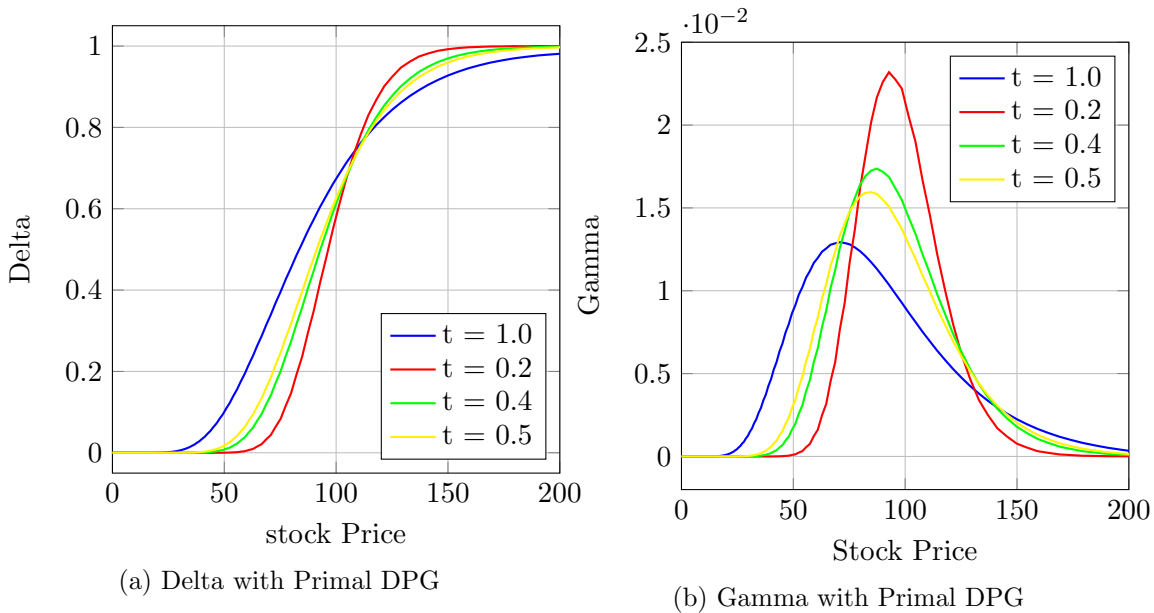 1
0.8
0.6
0.4
0.2
0
0
50
100
150
200
Delta
stock Price
t = 1.0
t = 0.2
t = 0.4
t = 0.5
(a) Delta with Primal DPG
·10⁻²
2.5
2
1.5
1
0.5
0
0
50
100
150
200
Gamma
Stock Price
t = 1.0
t = 0.2
t = 0.4
t = 0.5
(b) Gamma with Primal DPG